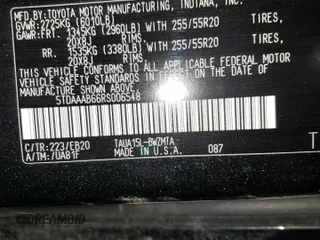 MFD.BY:TOYOTA MOTOR MANUFACTURING, INDIANA, INC.
GVWR:2725KG (6010LB)
GAWR:FRT. 1345KG (2960LB) WITH 255/55R20 TIRES,
20X8J RIMS, AT
RR. 1535KG (3380LB) WITH 255/55R20 TIRES,
20X8J RIMS, AT
THIS VEHICLE CONFORMS TO ALL APPLICABLE FEDERAL MOTOR
VEHICLE SAFETY STANDARDS IN EFFECT ON THE DATE OF
MANUFACTURE SHOWN ABOVE.
5TDAAAB66RS006548
C/TR:223/EB20 TAUA15L-BWZMTA
A/TM:/UA81F MADE IN U.S.A. 087
T
DREAMBID